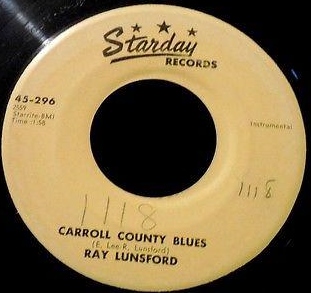 Starday
RECORDS
45-296
2969
Starrite-BMI
Time :1:58
Instrumental
1118
1118
CARROLL COUNTY BLUES
(E. Lee-R. Lunsford)
RAY LUNSFORD